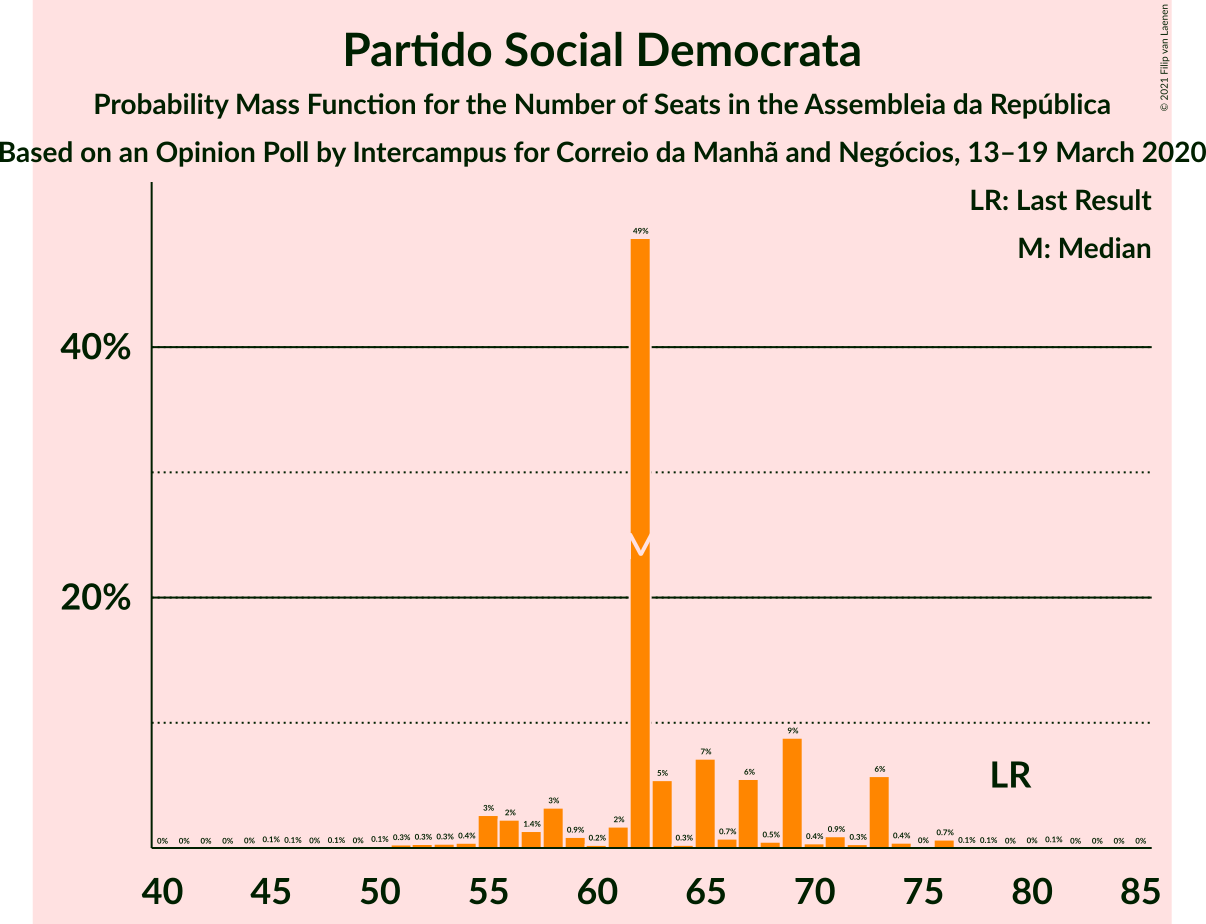 Partido Social Democrata
Probability Mass Function for the Number of Seats in the Assembleia da República
Based on an Opinion Poll by Intercampus for Correio da Manhã and Negócios, 13–19 March 2020
© 2021 Filip van Laenen
LR: Last Result
M: Median
40%
20%
0% 0% 0% 0% 0% 0.1% 0.1% 0% 0.1% 0% 0.1% 0.3% 0.3% 0.3% 0.4% 3% 2% 1.4% 3% 0.9% 0.2% 2% 49% 5% 0.3% 7% 0.7% 6% 0.5% 9% 0.4% 0.9% 0.3% 6% 0.4% 0% 0.7% 0.1% 0.1% 0% 0% 0.1% 0% 0% 0% 0%
LR
40 45 50 55 60 65 70 75 80 85